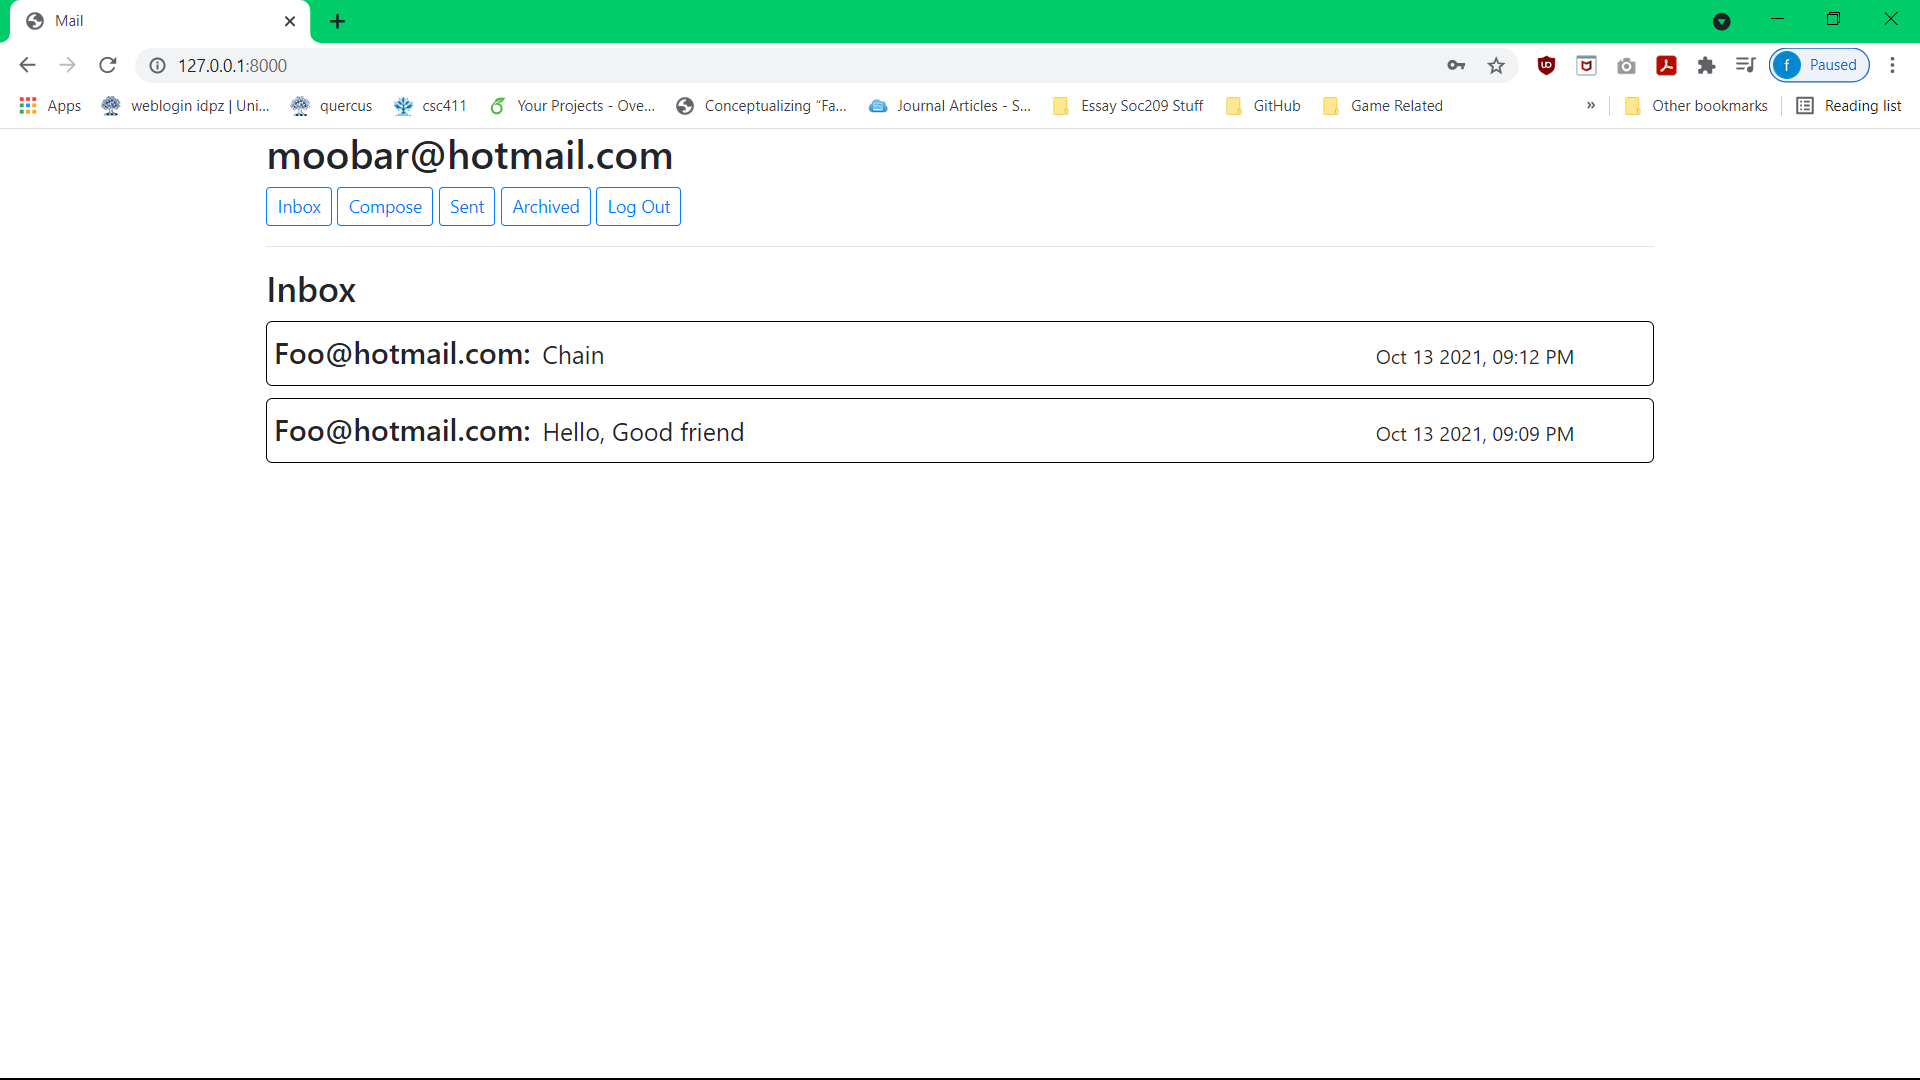 Mail
127.0.0.1:8000
f Paused
Apps weblogin idpz | Uni... quercus csc411 Your Projects - Ove... Conceptualizing “Fa... Journal Articles - S... Essay Soc209 Stuff GitHub Game Related » Other bookmarks Reading list
moobar@hotmail.com
Inbox Compose Sent Archived Log Out
Inbox
Foo@hotmail.com: Chain Oct 13 2021, 09:12 PM
Foo@hotmail.com: Hello, Good friend Oct 13 2021, 09:09 PM